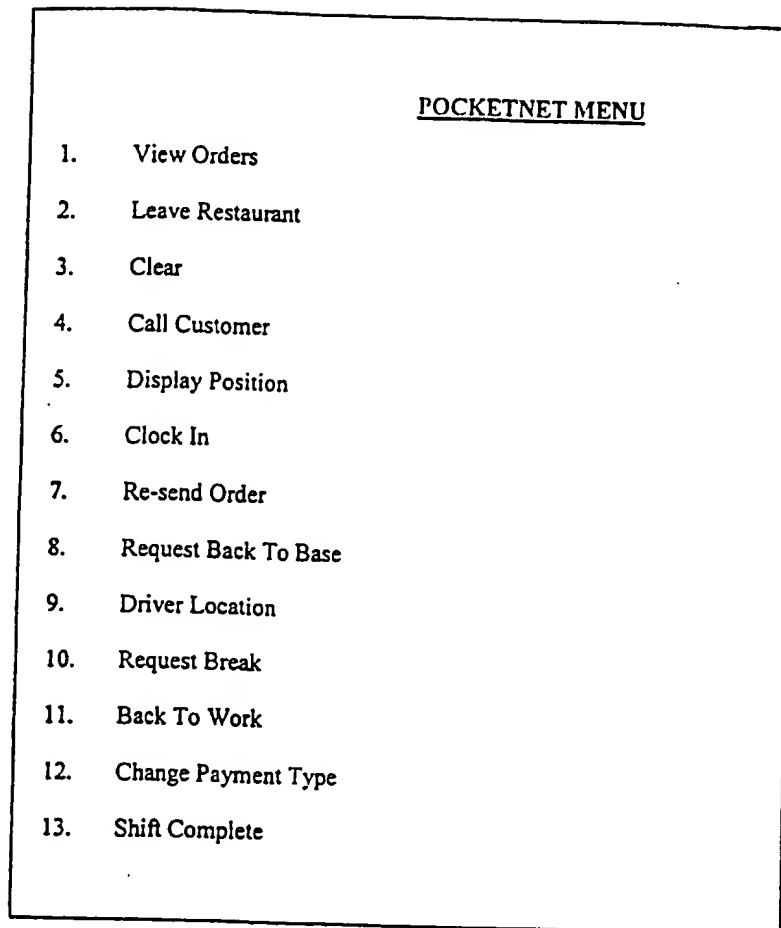 POCKETNET MENU
1. View Orders
2. Leave Restaurant
3. Clear
4. Call Customer
5. Display Position
6. Clock In
7. Re-send Order
8. Request Back To Base
9. Driver Location
10. Request Break
11. Back To Work
12. Change Payment Type
13. Shift Complete